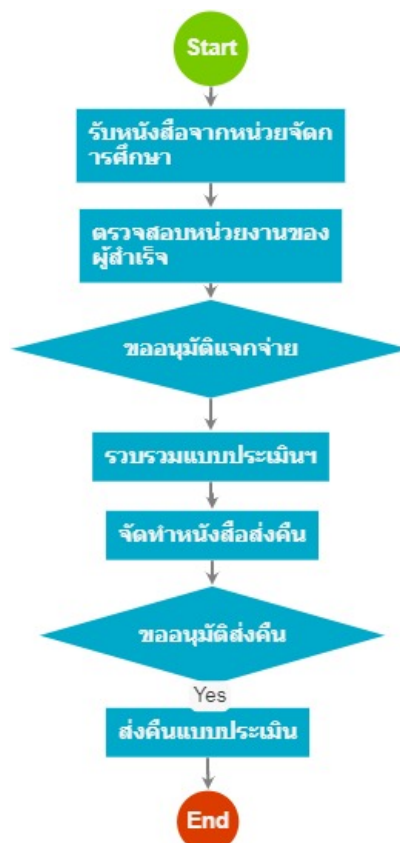 Start
รับหนังสือจากหน่วยจัดก
ารศึกษา
ตรวจสอบหน่วยงานของ
ผู้สำเร็จ
ขออนุมัติแจกจ่าย
รวบรวมแบบประเมินฯ
จัดทำหนังสือส่งคืน
ขออนุมัติส่งคืน
Yes
ส่งคืนแบบประเมิน
End